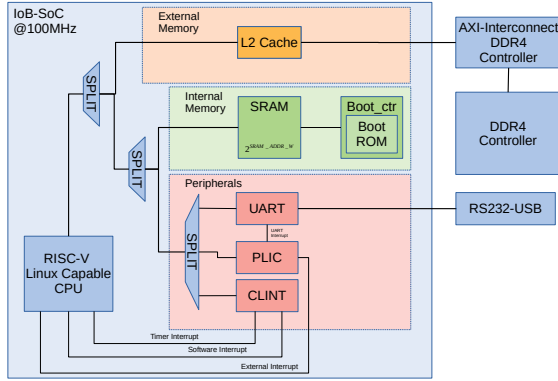 IoB-SoC
@100MHz
External
Memory
L2 Cache
AXI-Interconnect
DDR4
Controller
SPLIT
Internal
Memory
SRAM
2^SRAM_ADDR_W
Boot_ctr
Boot
ROM
DDR4
Controller
SPLIT
Peripherals
UART
RS232-USB
UART
Interrupt
SPLIT
PLIC
RISC-V
Linux Capable
CPU
CLINT
Timer Interrupt
Software Interrupt
External Interrupt